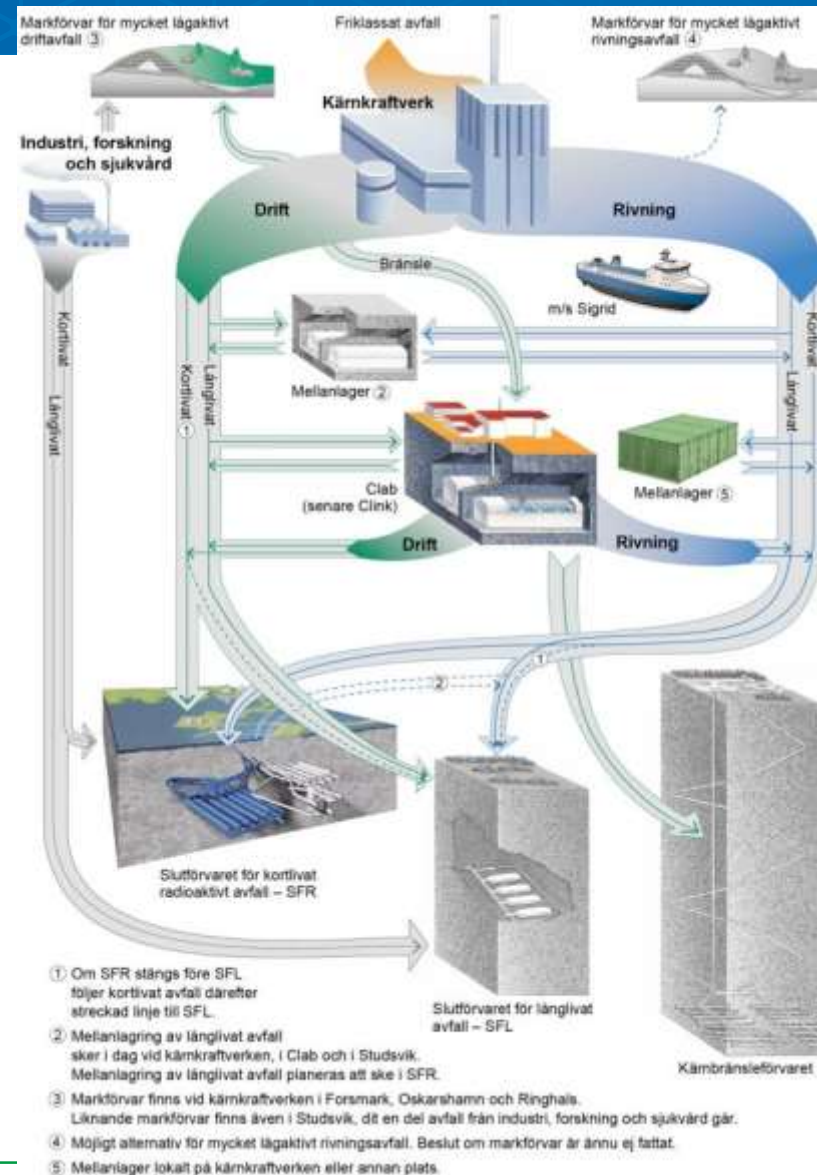 Markförvar för mycket lågaktivt
driftavfall ③
Friklassat avfall
Markförvar för mycket lågaktivt
rivningsavfall ④
Kärnkraftverk
Industri, forskning
och sjukvård
Drift
Rivning
Bränsle
m/s Sigrid
Kortlivat
Långlivat
Kortlivat ①
Långlivat
Långlivat
Kortlivat
Mellanlager ②
Clab
(senare Clink)
Mellanlager ⑤
Drift
Rivning
①
②
Slutförvaret för kortlivat
radioaktivt avfall – SFR
Slutförvaret för långlivat
avfall – SFL
Kärnbränsleförvaret
① Om SFR stängs före SFL
följer kortlivat avfall därefter
streckad linje till SFL.
② Mellanlagring av långlivat avfall
sker i dag vid kärnkraftverken, i Clab och i Studsvik.
Mellanlagring av långlivat avfall planeras att ske i SFR.
③ Markförvar finns vid kärnkraftverken i Forsmark, Oskarshamn och Ringhals.
Liknande markförvar finns även i Studsvik, dit en del avfall från industri, forskning och sjukvård går.
④ Möjligt alternativ för mycket lågaktivt rivningsavfall. Beslut om markförvar är ännu ej fattat.
⑤ Mellanlager lokalt på kärnkraftverken eller annan plats.